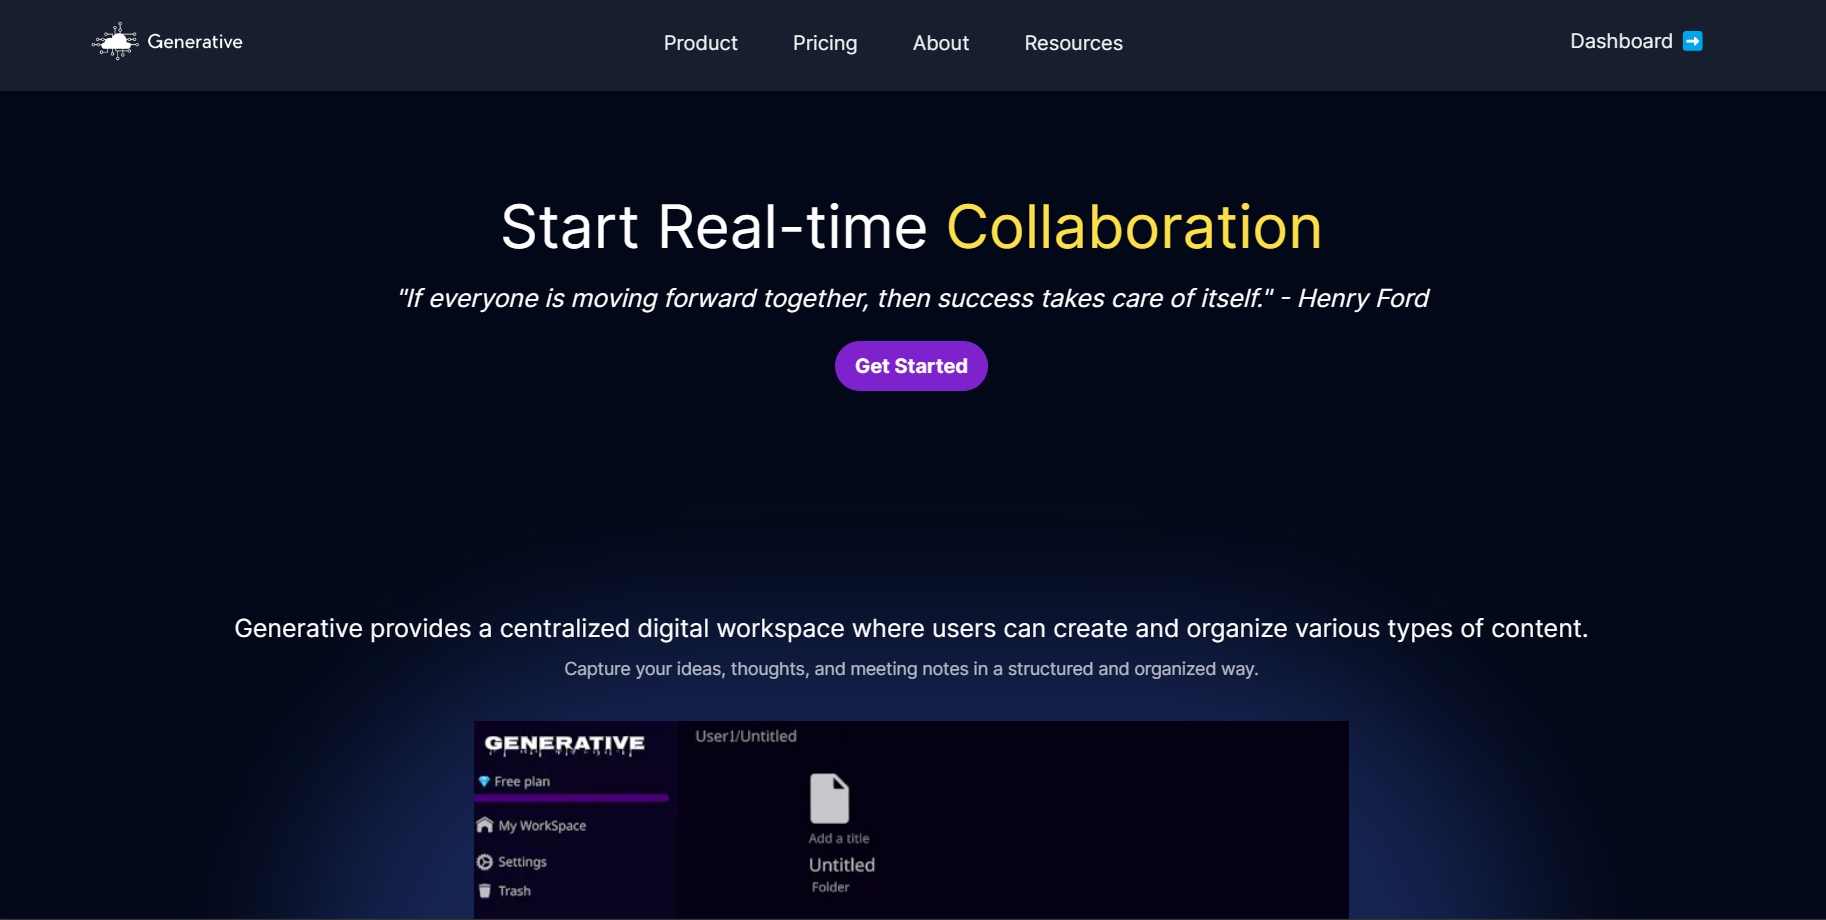 Generative
Product
Pricing
About
Resources
Dashboard
Start Real-time Collaboration
"If everyone is moving forward together, then success takes care of itself." - Henry Ford
Get Started
Generative provides a centralized digital workspace where users can create and organize various types of content.
Capture your ideas, thoughts, and meeting notes in a structured and organized way.
GENERATIVE
Free plan
My WorkSpace
Settings
Trash
User1/Untitled
Add a title
Untitled
Folder